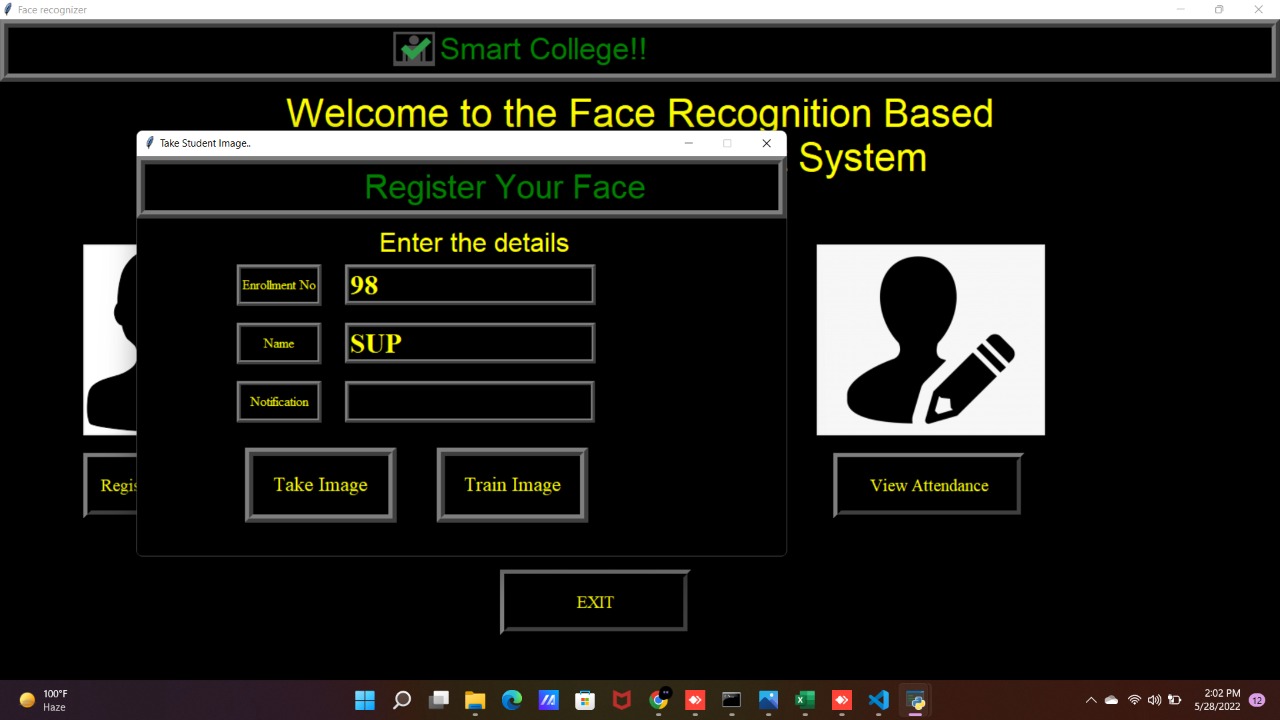 Face recognizer
Smart College!!
Welcome to the Face Recognition Based
System
Take Student Image..
Register Your Face
Enter the details
Enrollment No
98
Name
SUP
Notification
Take Image
Train Image
Regis
View Attendance
EXIT
100°F
Haze
2:02 PM
5/28/2022
12